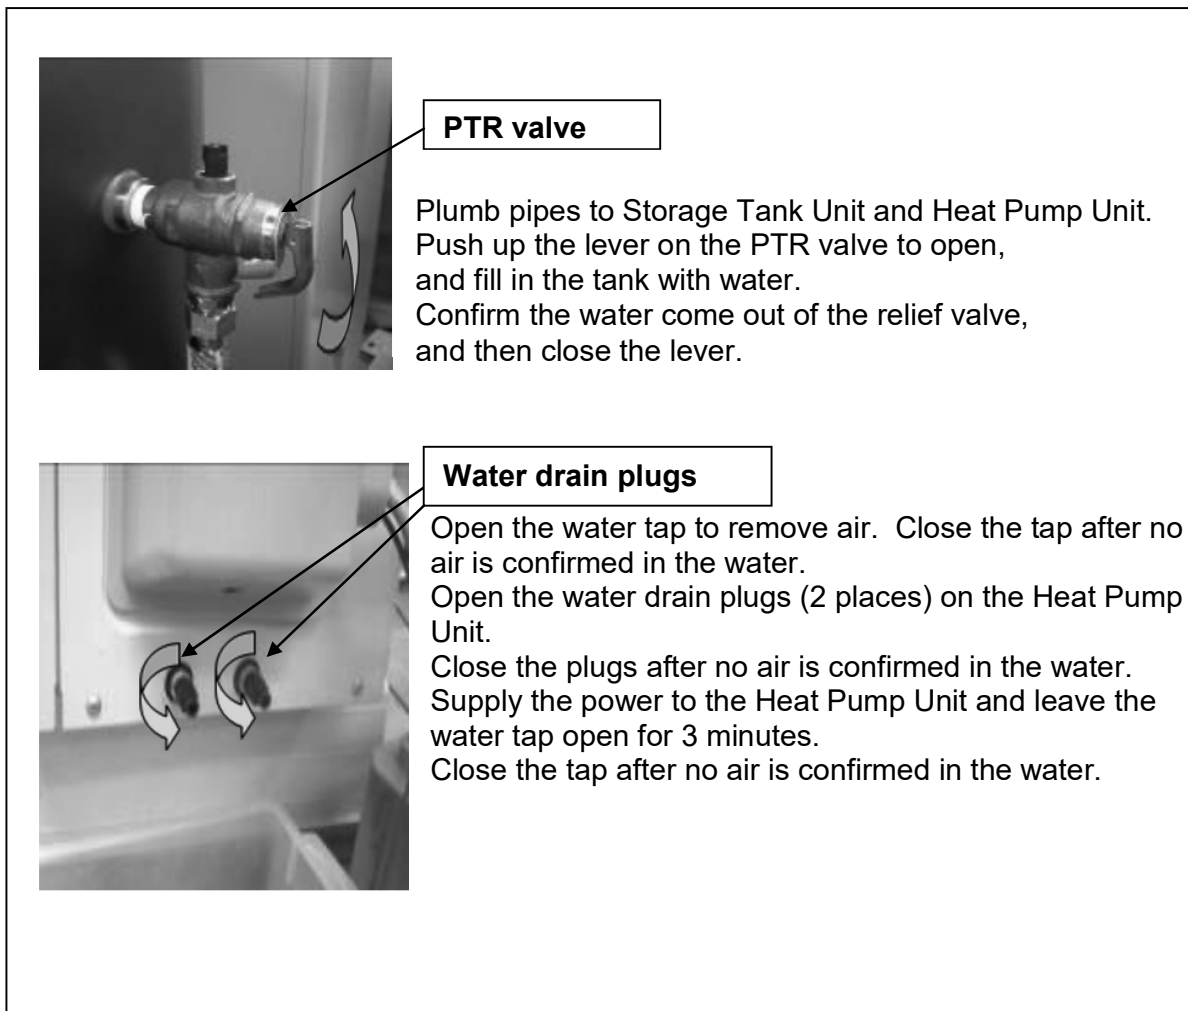 PTR valve
Plumb pipes to Storage Tank Unit and Heat Pump Unit.
Push up the lever on the PTR valve to open,
and fill in the tank with water.
Confirm the water come out of the relief valve,
and then close the lever.
Water drain plugs
Open the water tap to remove air.  Close the tap after no
air is confirmed in the water.
Open the water drain plugs (2 places) on the Heat Pump
Unit.
Close the plugs after no air is confirmed in the water.
Supply the power to the Heat Pump Unit and leave the
water tap open for 3 minutes.
Close the tap after no air is confirmed in the water.